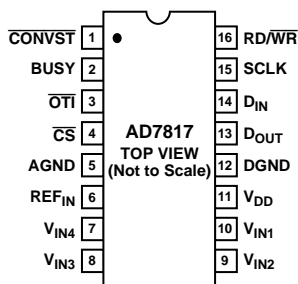 CONVST 1 16 RD/WR
BUSY 2 15 SCLK
OTI 3 14 DIN
CS 4 AD7817 13 DOUT
AGND 5 TOP VIEW 12 DGND
REFIN 6 (Not to Scale) 11 VDD
VIN4 7 10 VIN1
VIN3 8 9 VIN2